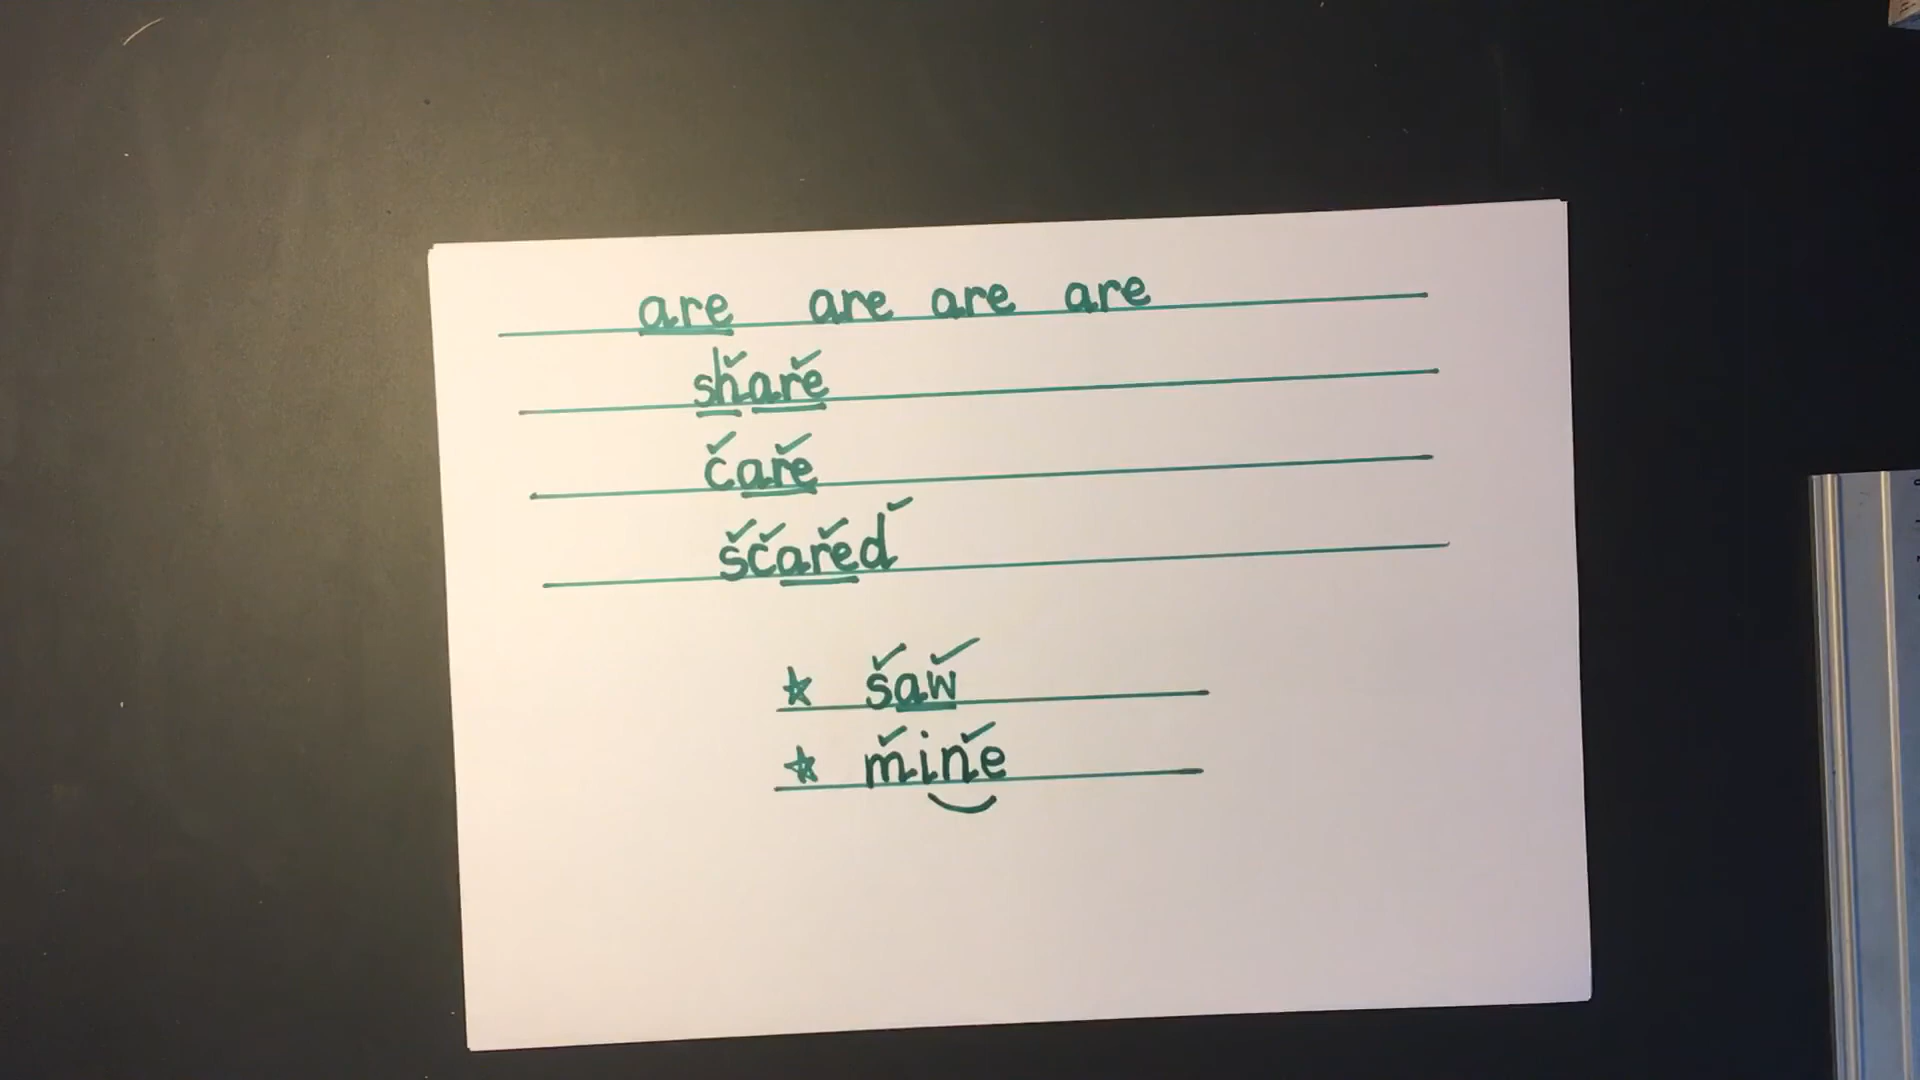 are are are are
share
care
scared
☆ saw
☆ mine